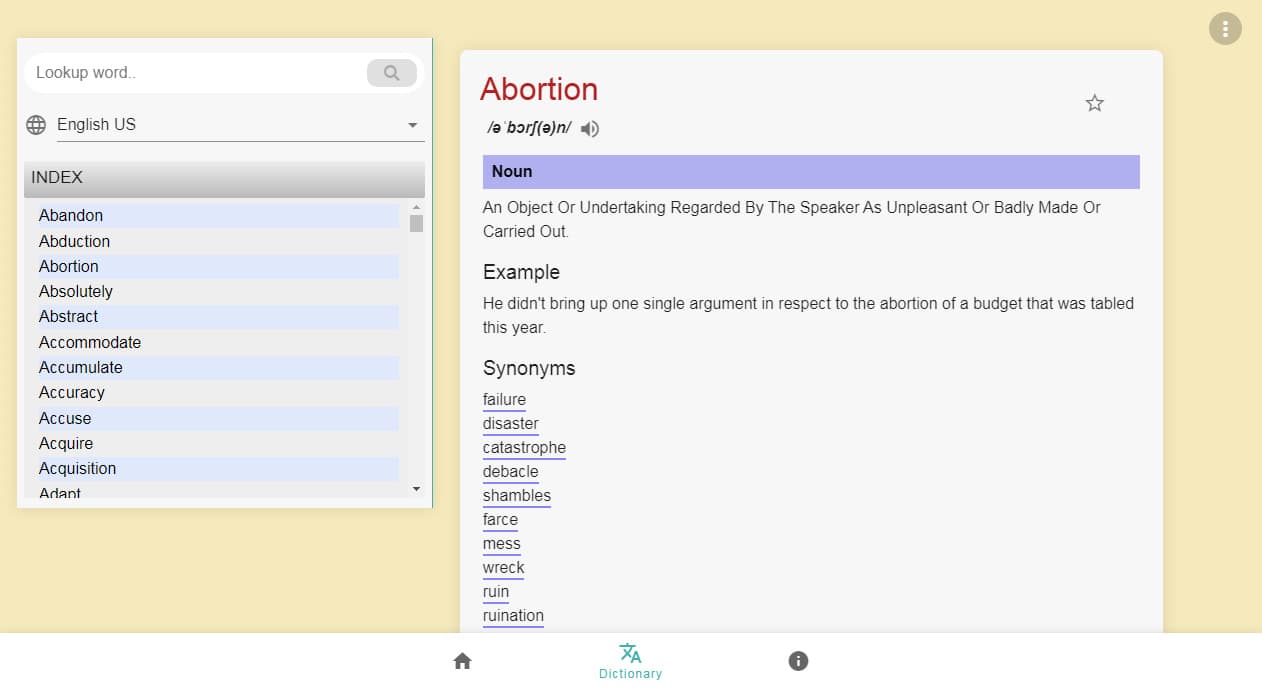 Lookup word..
English US
INDEX
Abandon
Abduction
Abortion
Absolutely
Abstract
Accommodate
Accumulate
Accuracy
Accuse
Acquire
Acquisition
Adapt
Abortion
/əˈbɔrʃ(ə)n/
Noun
An Object Or Undertaking Regarded By The Speaker As Unpleasant Or Badly Made Or
Carried Out.
Example
He didn't bring up one single argument in respect to the abortion of a budget that was tabled
this year.
Synonyms
failure
disaster
catastrophe
debacle
shambles
farce
mess
wreck
ruin
ruination
Dictionary